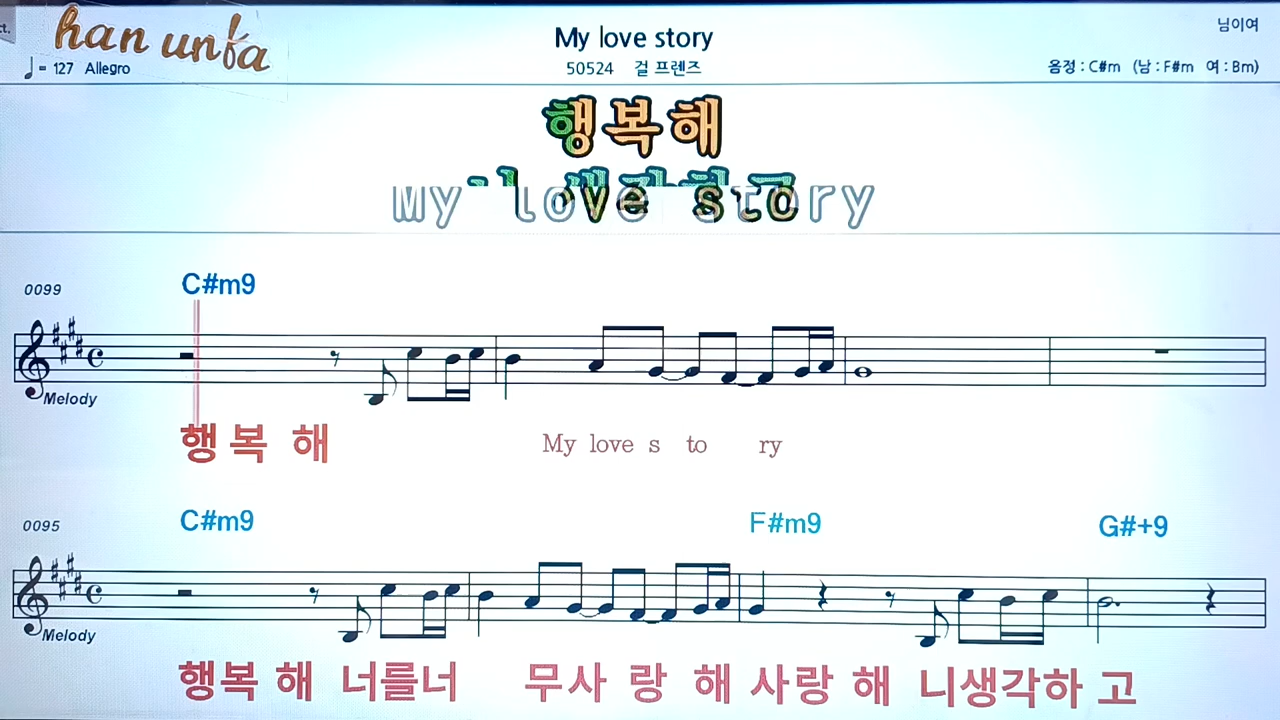 ct.
han unfa
My love story
님이여
♩= 127 Allegro
50524 걸 프렌즈
음정 : C#m (남 : F#m 여 : Bm)
행복해
My love story
0099
C#m9
Melody
행 복 해 My love s to ry
0095
C#m9 F#m9 G#+9
Melody
행복 해 너를너 무사 랑 해 사랑 해 니생각하 고